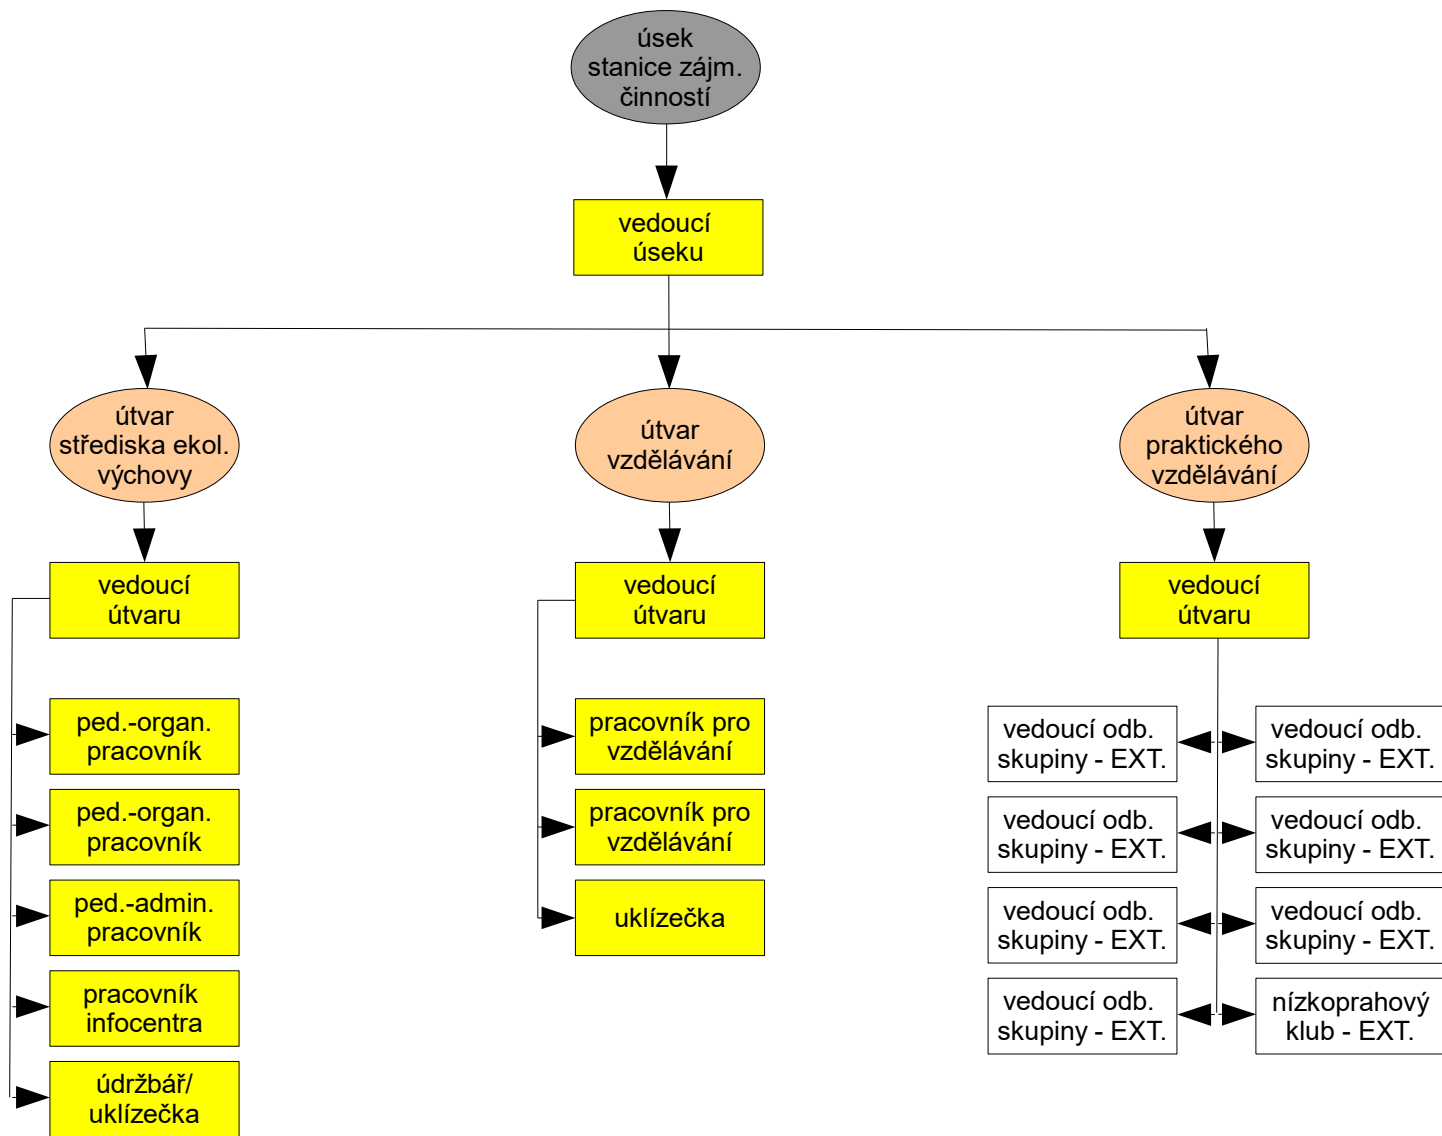 úsek
stanice zájm.
činností
vedoucí
úseku
útvar
střediska ekol.
výchovy
útvar
vzdělávání
útvar
praktického
vzdělávání
vedoucí
útvaru
vedoucí
útvaru
vedoucí
útvaru
ped.-organ.
pracovník
ped.-organ.
pracovník
ped.-admin.
pracovník
pracovník
infocentra
údržbář/
uklízečka
pracovník pro
vzdělávání
pracovník pro
vzdělávání
uklízečka
vedoucí odb.
skupiny - EXT.
vedoucí odb.
skupiny - EXT.
vedoucí odb.
skupiny - EXT.
vedoucí odb.
skupiny - EXT.
vedoucí odb.
skupiny - EXT.
vedoucí odb.
skupiny - EXT.
vedoucí odb.
skupiny - EXT.
nízkoprahový
klub - EXT.